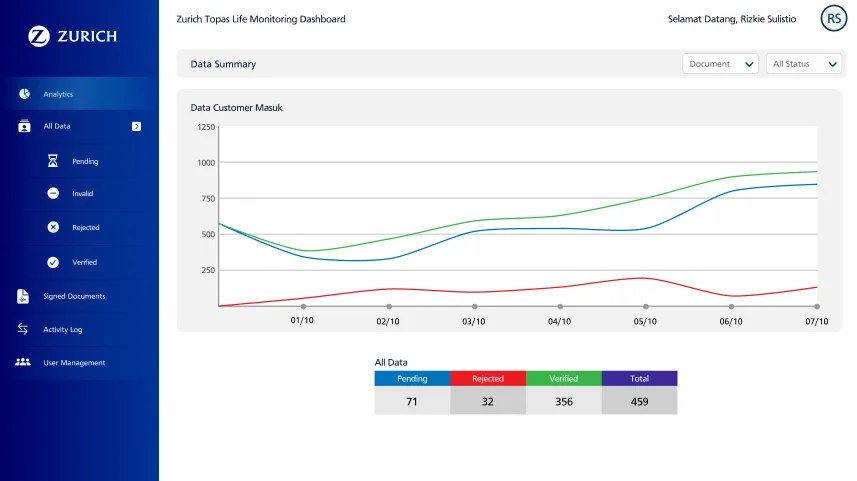 Zurich Topas Life Monitoring Dashboard
Selamat Datang, Rizkie Sulistio
RS
ZURICH
Analytics
All Data
Pending
Invalid
Rejected
Verified
Signed Documents
Activity Log
User Management
Data Summary
Document
All Status
Data Customer Masuk
1250
1000
750
500
250
01/10 02/10 03/10 04/10 05/10 06/10 07/10
All Data
Pending Rejected Verified Total
71 32 356 459